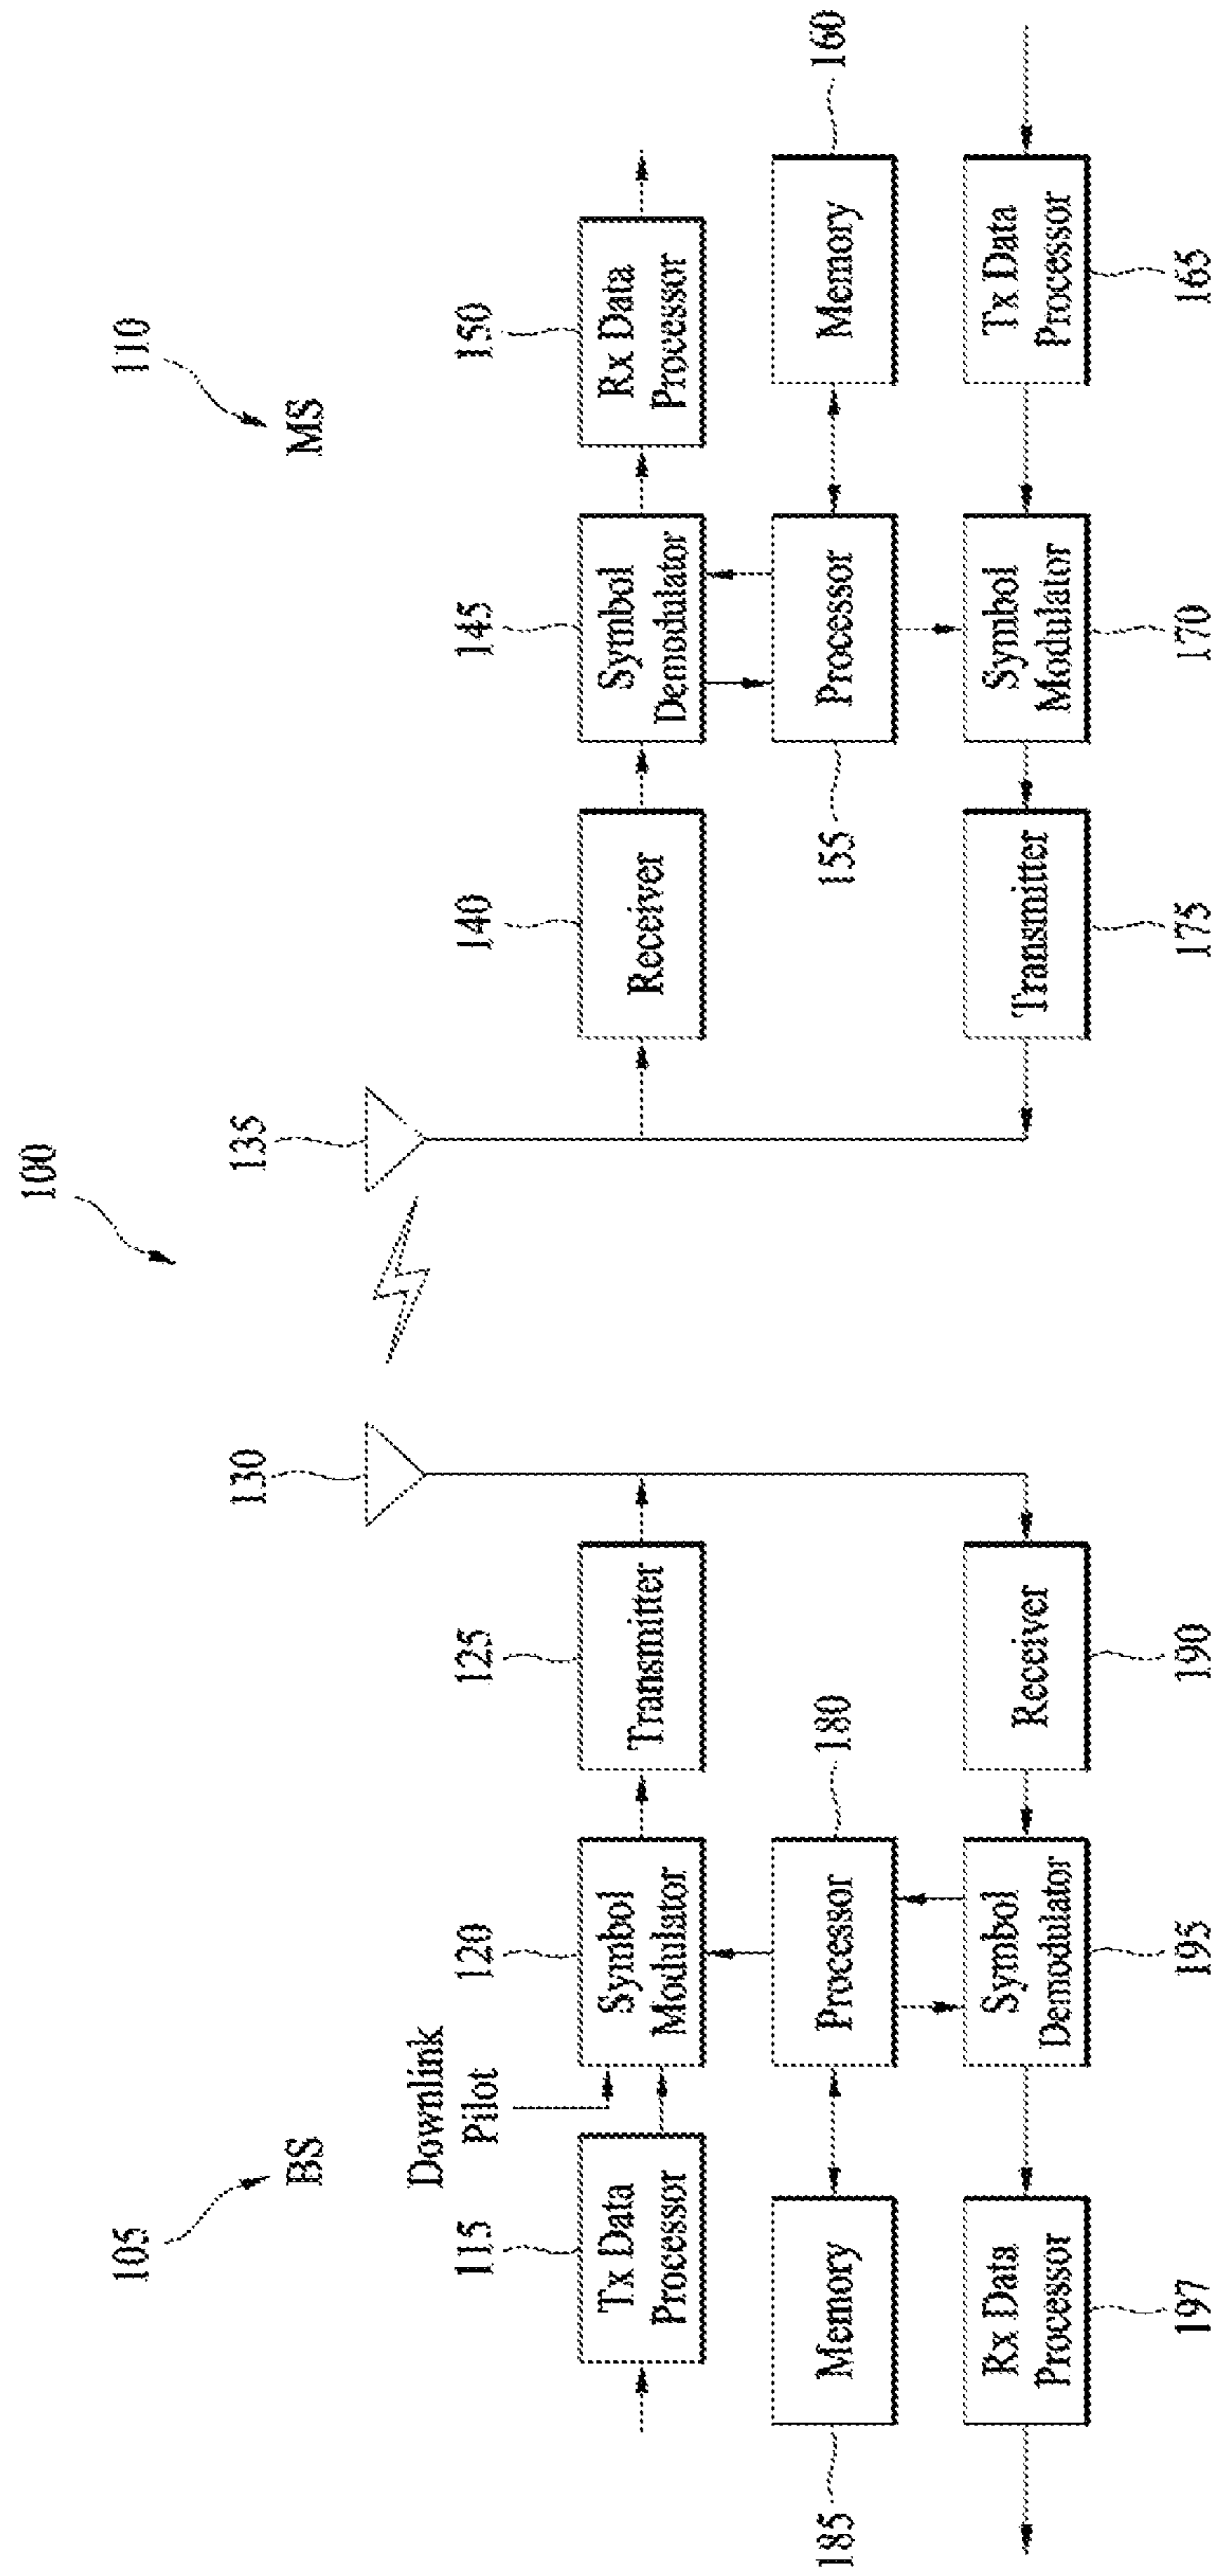 100
105
BS
110
MS
130
135
Downlink
Pilot
115
120
125
140
145
150
Tx Data
Processor
Symbol
Modulator
Transmitter
Receiver
Symbol
Demodulator
Rx Data
Processor
180
160
Memory
Processor
Processor
Memory
185
155
Rx Data
Processor
Symbol
Demodulator
Receiver
Transmitter
Symbol
Modulator
Tx Data
Processor
197
195
190
175
170
165